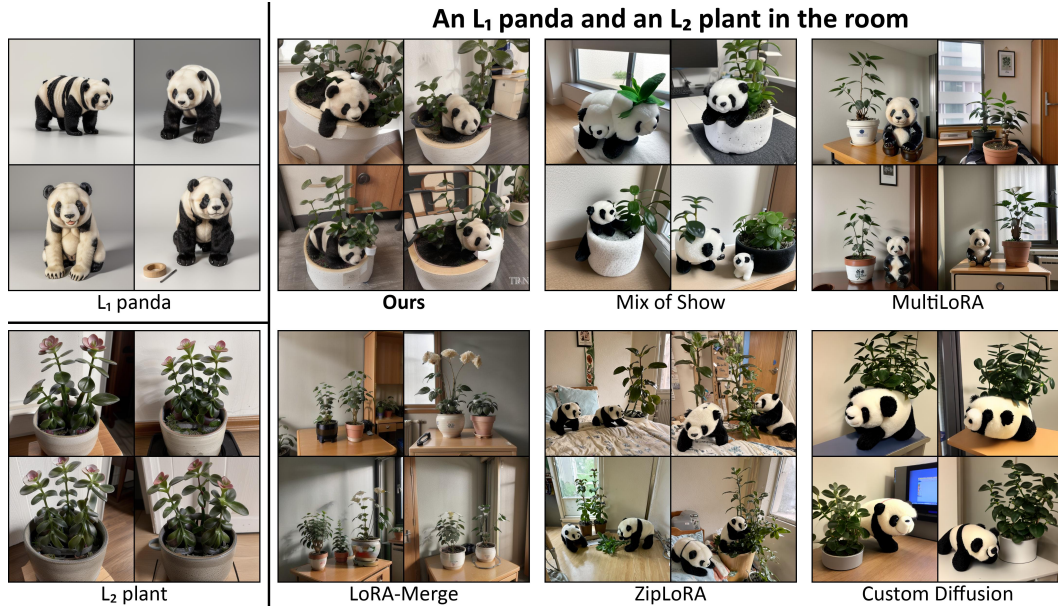 An L₁ panda and an L₂ plant in the room
L₁ panda
Ours
Mix of Show
MultiLoRA
L₂ plant
LoRA-Merge
ZipLoRA
Custom Diffusion